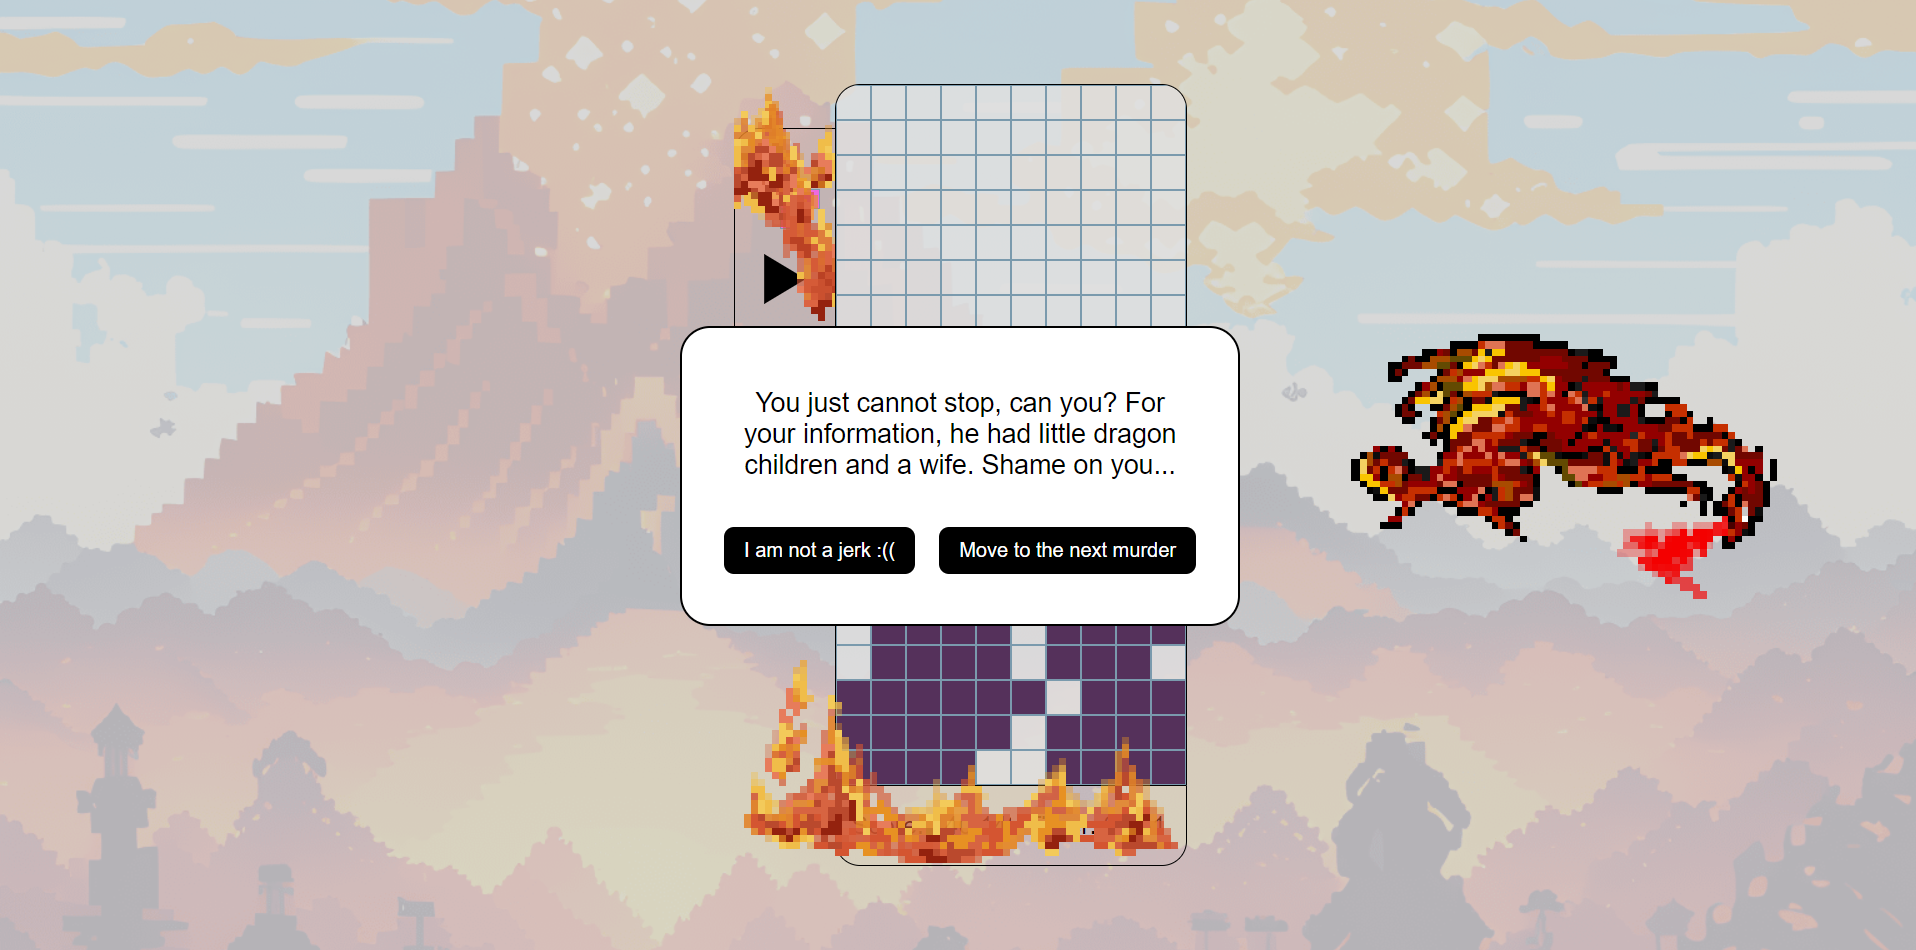 You just cannot stop, can you? For
your information, he had little dragon
children and a wife. Shame on you...
I am not a jerk :((
Move to the next murder